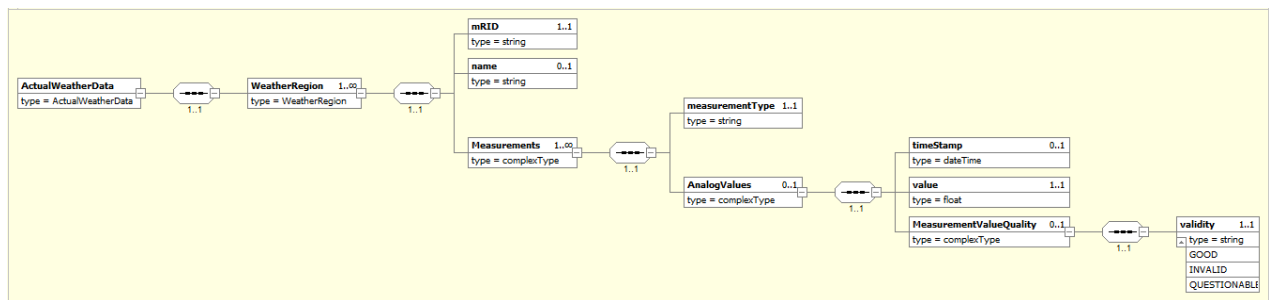 ActualWeatherData
type = ActualWeatherData
1..1
WeatherRegion 1..∞
type = WeatherRegion
1..1
mRID 1..1
type = string
name 0..1
type = string
Measurements 1..∞
type = complexType
1..1
measurementType 1..1
type = string
AnalogValues 0..1
type = complexType
1..1
timeStamp 0..1
type = dateTime
value 1..1
type = float
MeasurementValueQuality 0..1
type = complexType
1..1
validity 1..1
type = string
GOOD
INVALID
QUESTIONABLE